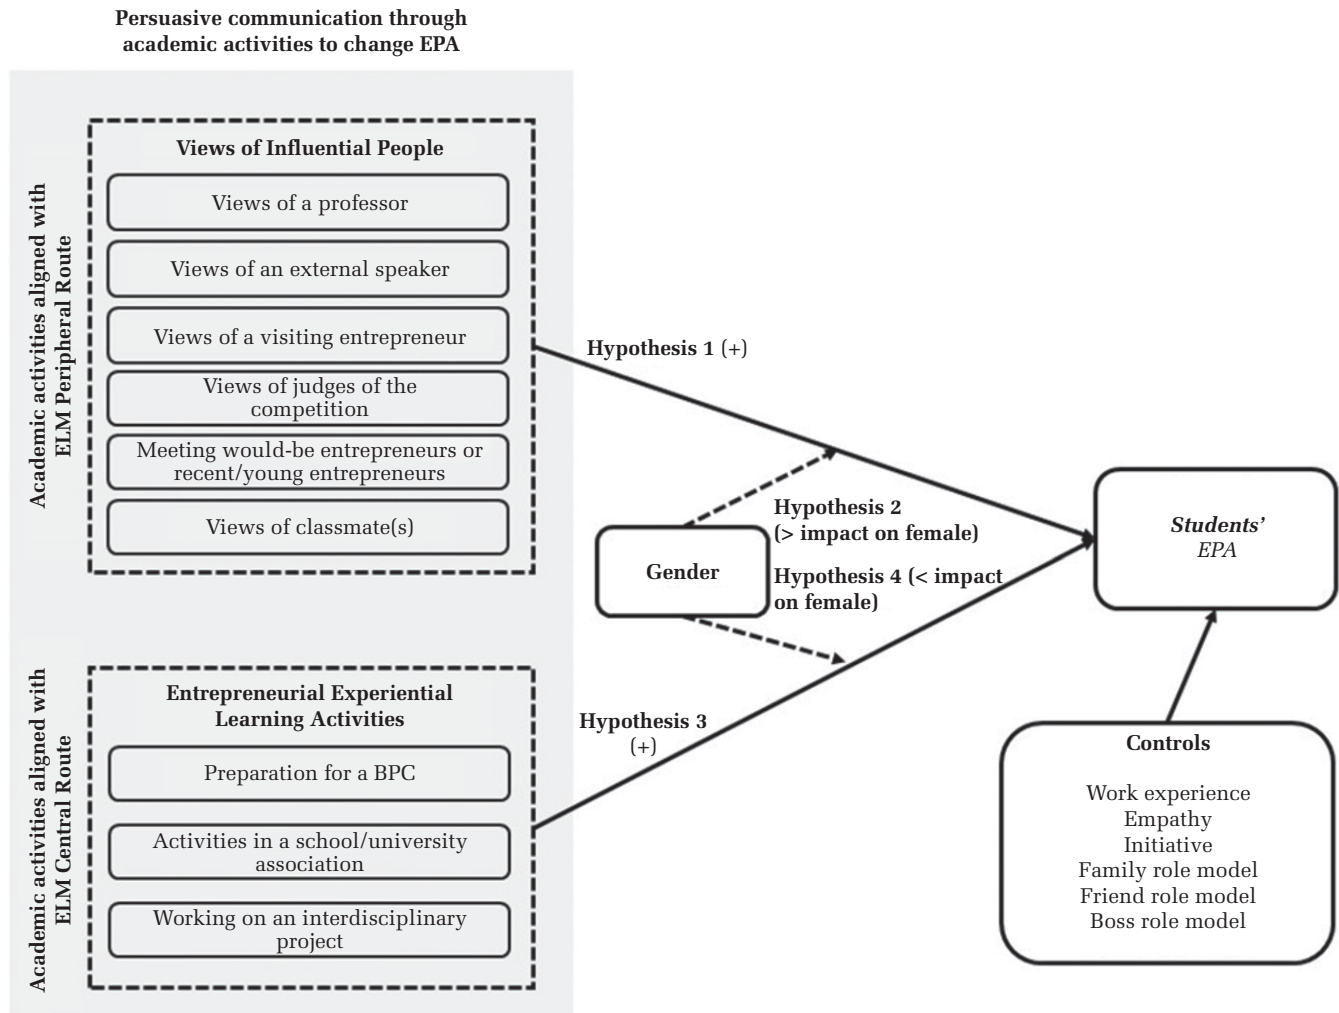 Persuasive communication through
academic activities to change EPA
Academic activities aligned with
ELM Peripheral Route
Views of Influential People
Views of a professor
Views of an external speaker
Views of a visiting entrepreneur
Views of judges of the
competition
Meeting would-be entrepreneurs or
recent/young entrepreneurs
Views of classmate(s)
Academic activities aligned with
ELM Central Route
Entrepreneurial Experiential
Learning Activities
Preparation for a BPC
Activities in a school/university
association
Working on an interdisciplinary
project
Hypothesis 1 (+)
Hypothesis 2
(> impact on female)
Gender
Hypothesis 4 (< impact
on female)
Hypothesis 3
(+)
Students’
EPA
Controls
Work experience
Empathy
Initiative
Family role model
Friend role model
Boss role model